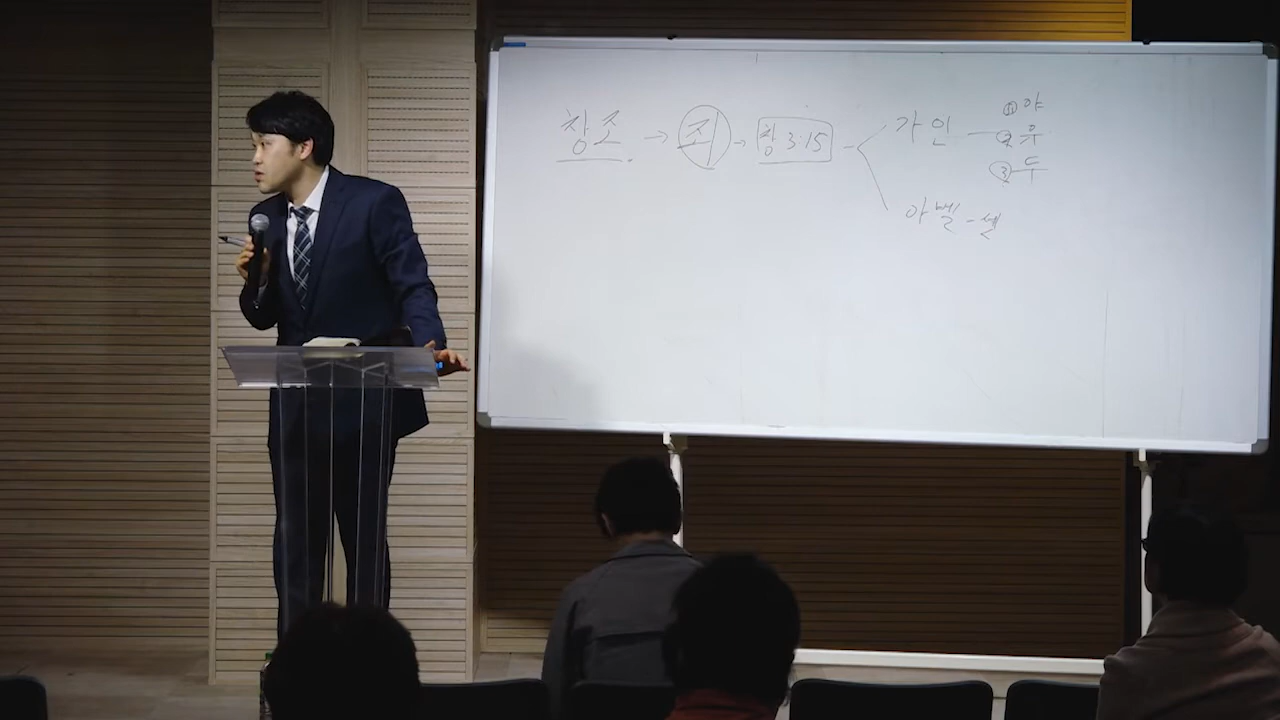 창조 → 죄 → 창 3:15 - 가인 - ① 야
② 유
③ 두
아벨 - 셋